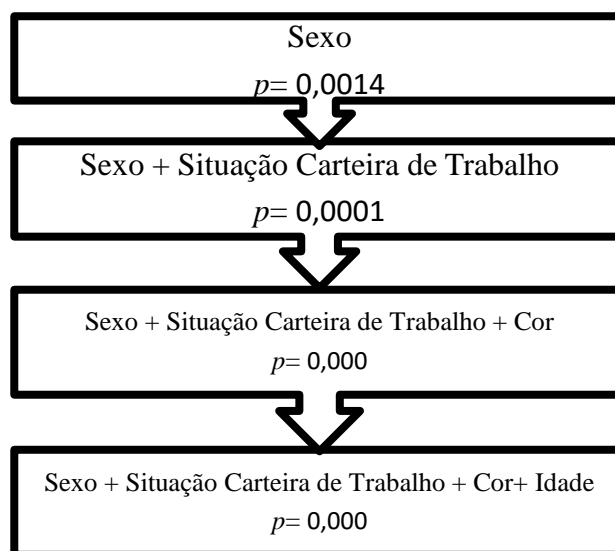 Sexo
p= 0,0014
Sexo + Situação Carteira de Trabalho
p= 0,0001
Sexo + Situação Carteira de Trabalho + Cor
p= 0,000
Sexo + Situação Carteira de Trabalho + Cor+ Idade
p= 0,000